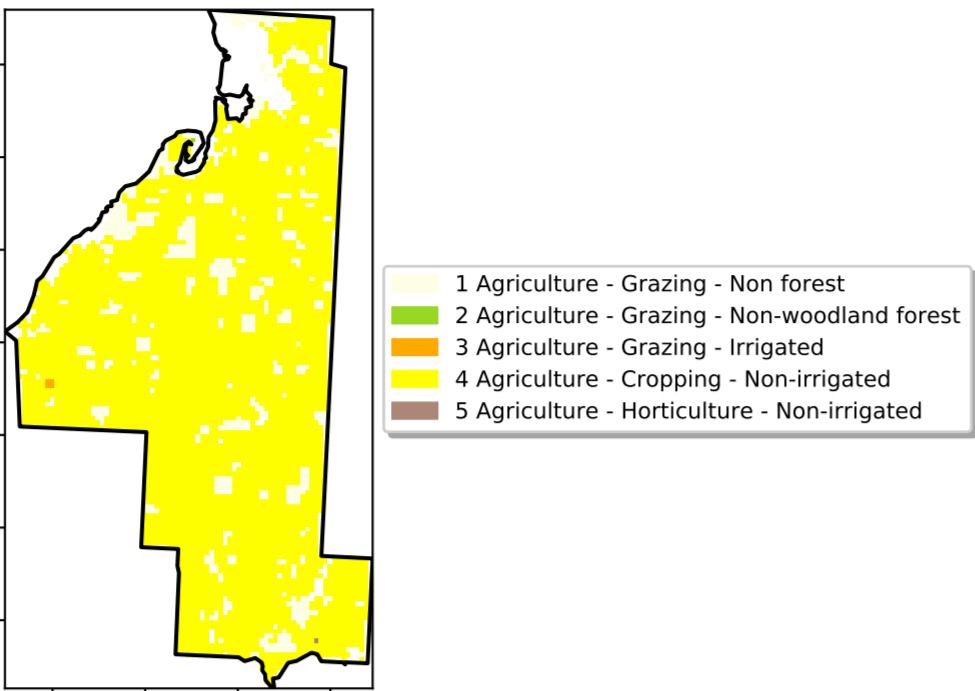 1 Agriculture - Grazing - Non forest
2 Agriculture - Grazing - Non-woodland forest
3 Agriculture - Grazing - Irrigated
4 Agriculture - Cropping - Non-irrigated
5 Agriculture - Horticulture - Non-irrigated